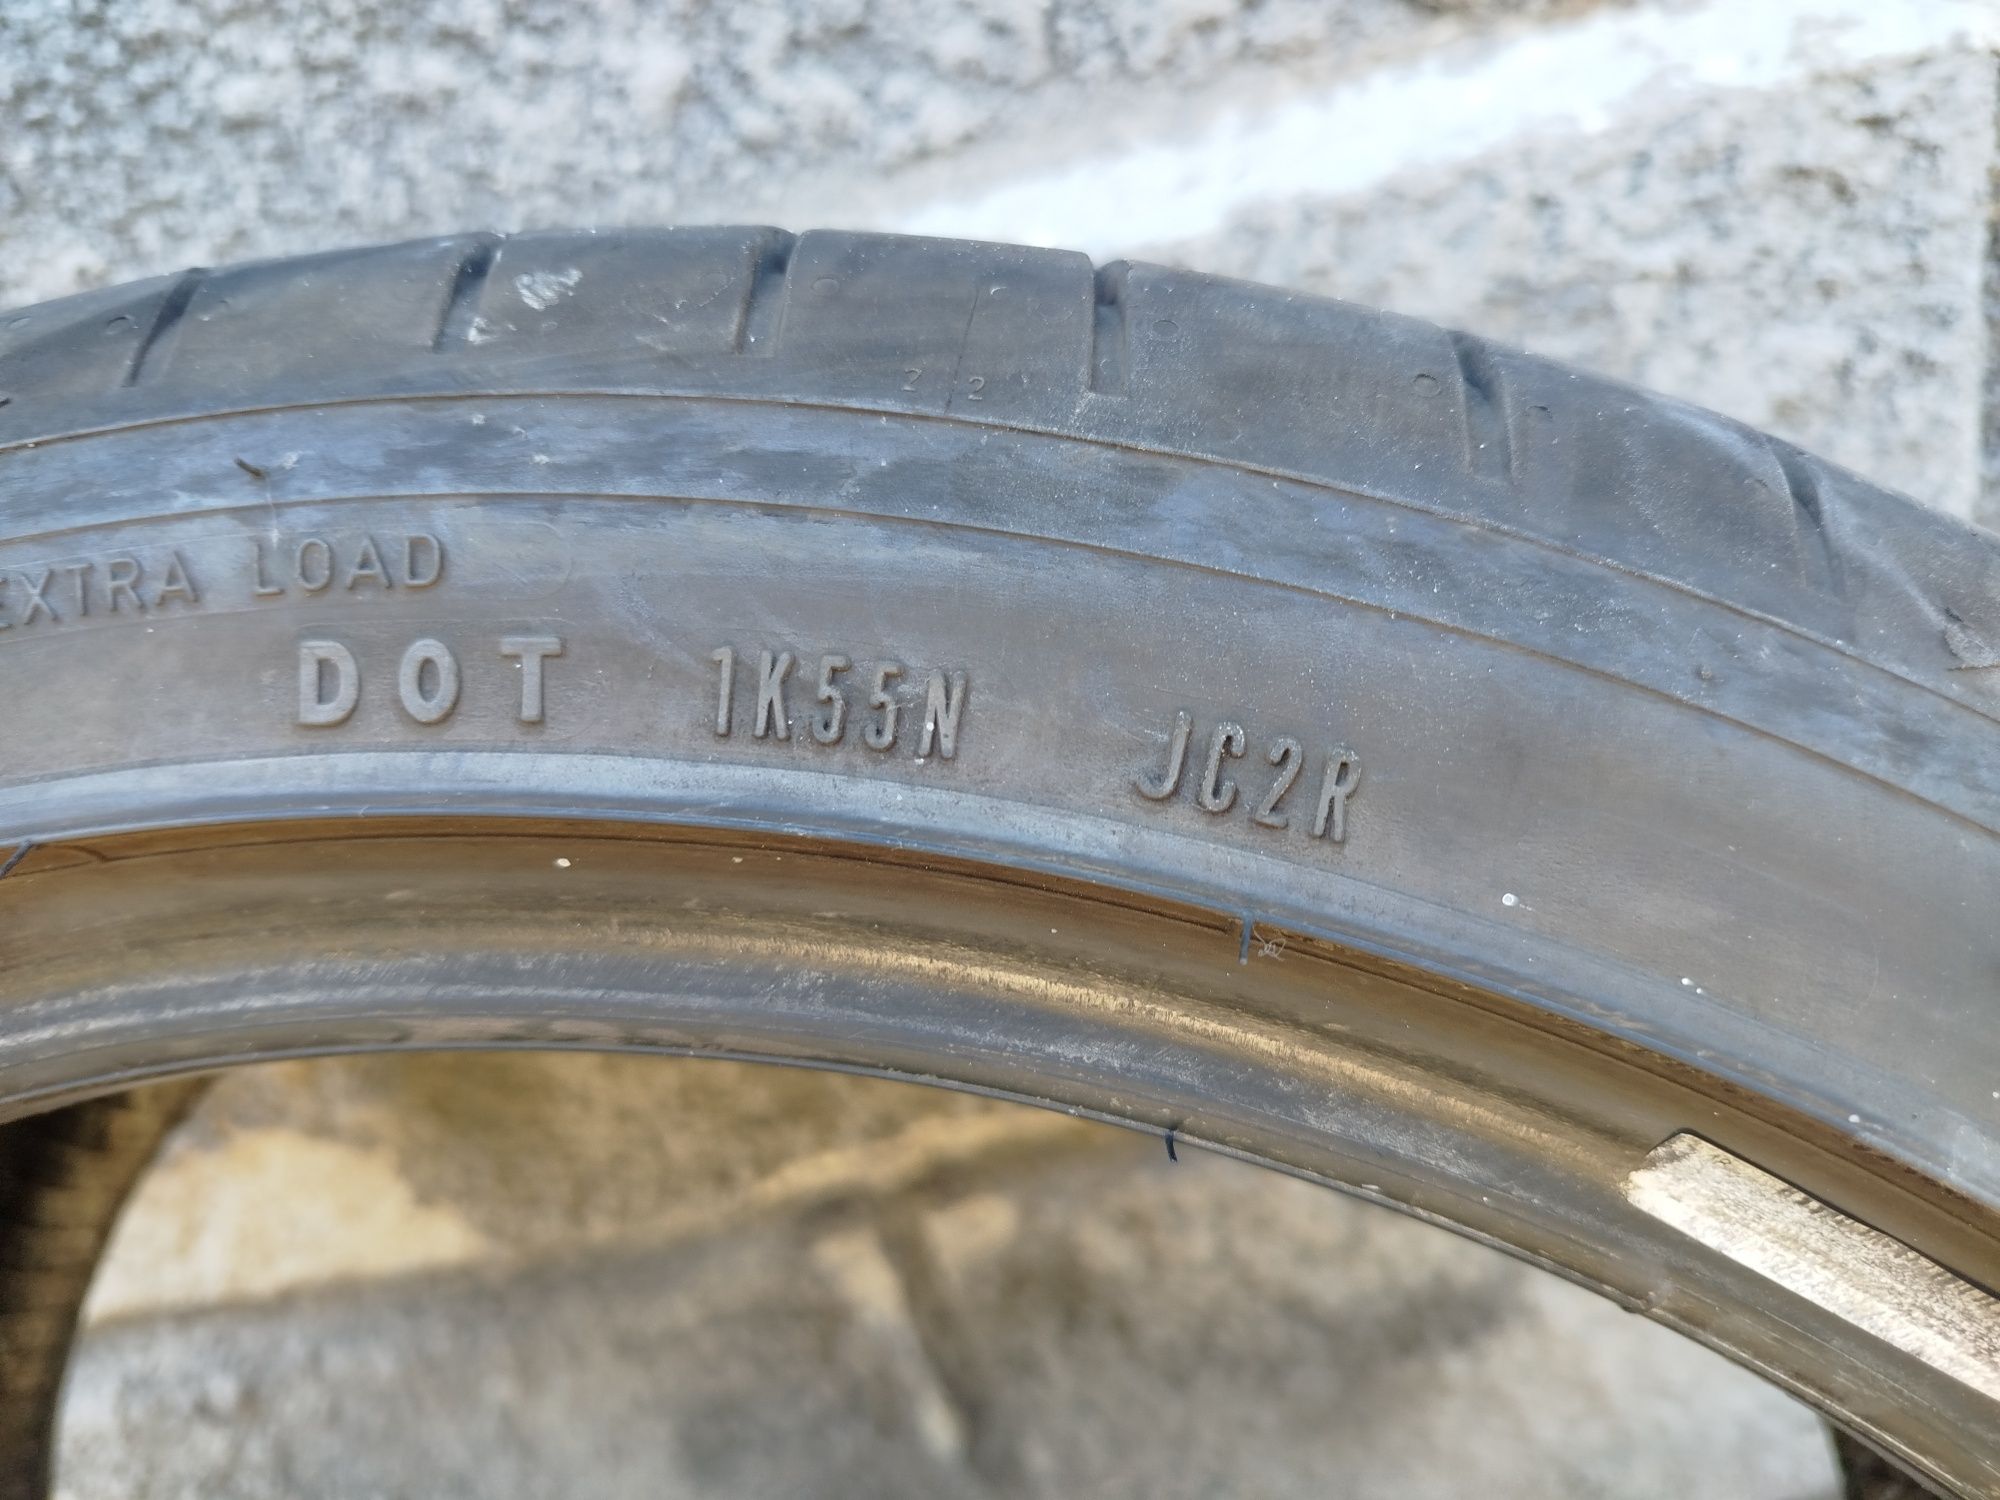 EXTRA LOAD
DOT 1K55N JC2R